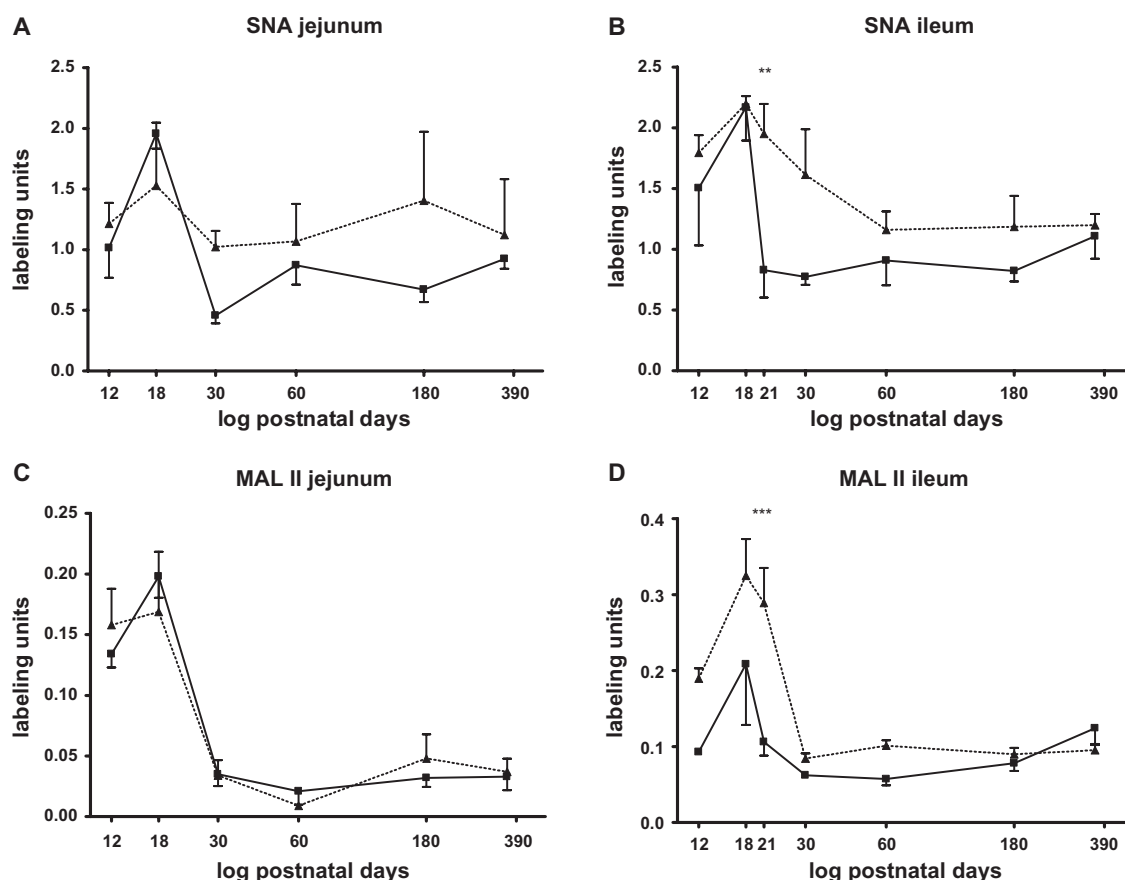 A
SNA jejunum
2.5
2.0
1.5
1.0
0.5
0.0
labeling units
12 18 30 60 180 390
log postnatal days
B
SNA ileum
**
2.5
2.0
1.5
1.0
0.5
0.0
labeling units
12 18 21 30 60 180 390
log postnatal days
C
MAL II jejunum
0.25
0.20
0.15
0.10
0.05
0.00
labeling units
12 18 30 60 180 390
log postnatal days
D
MAL II ileum
***
0.4
0.3
0.2
0.1
0.0
labeling units
12 18 21 30 60 180 390
log postnatal days